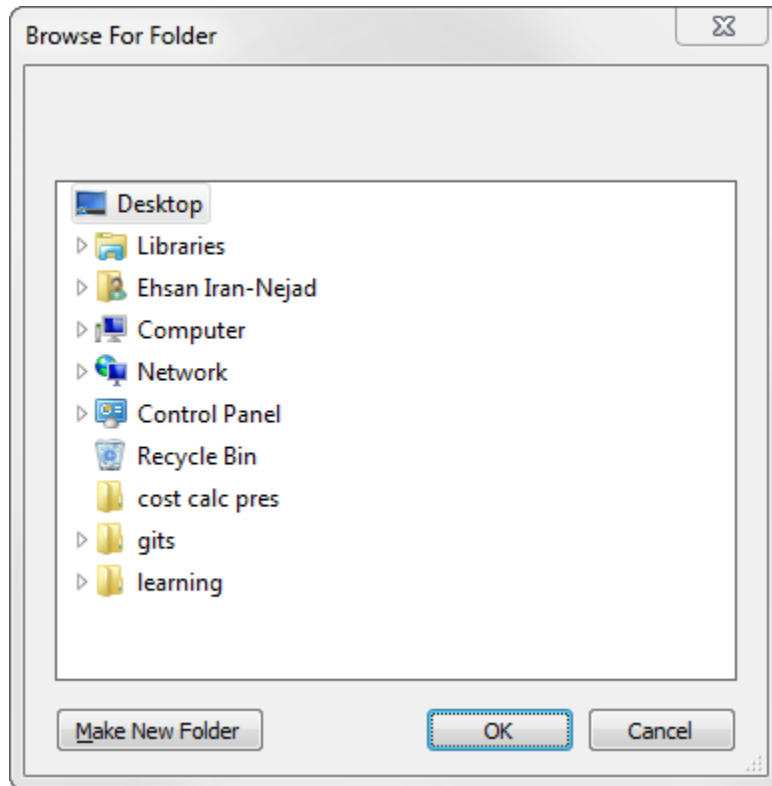 Browse For Folder
Desktop
Libraries
Ehsan Iran-Nejad
Computer
Network
Control Panel
Recycle Bin
cost calc pres
gits
learning
Make New Folder OK Cancel